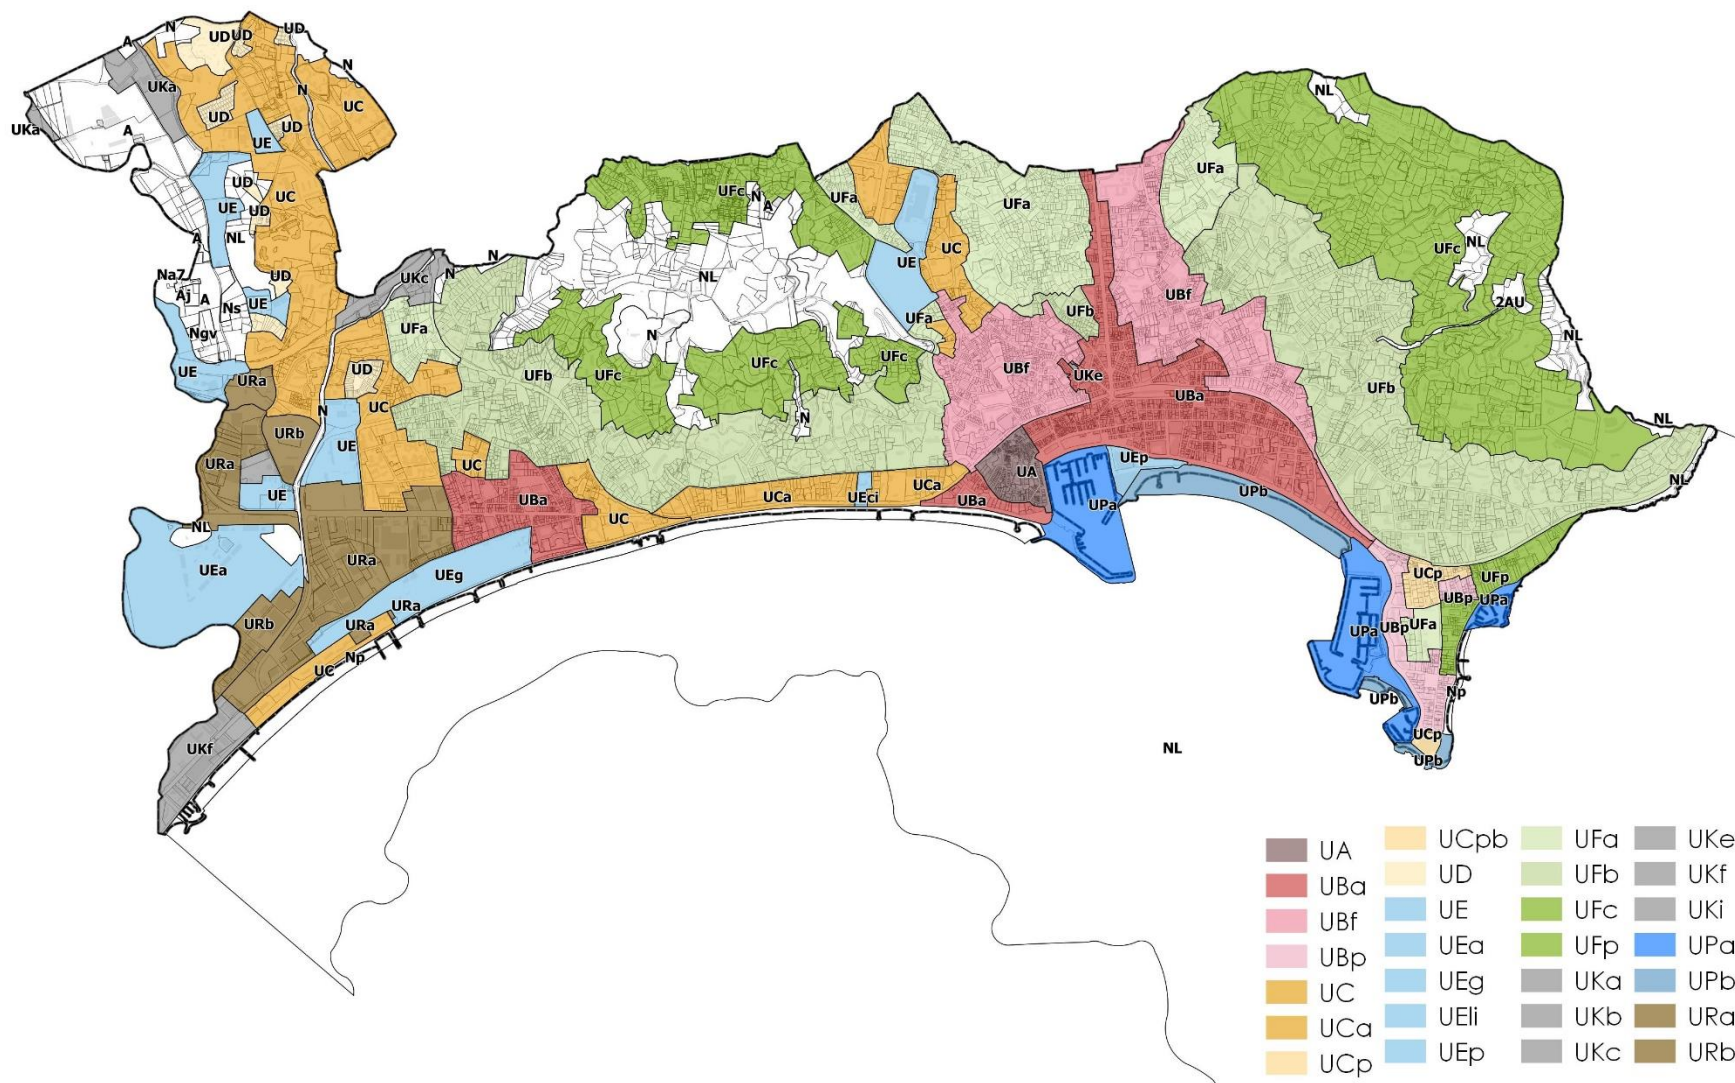 N
UD
UD
UD
A
N
UKa
N
UC
UD
UKa
A
UD
UE
UD
UC
UE
UD
A
NL
Na7
UD
Aj
A
Ns
UE
Ngv
UE
URa
UKc
N
N
UFa
UD
UC
N
URb
UE
URa
UE
UC
NL
UEa
URa
UEg
URa
URb
URa
Np
UC
UKf
UFc
N
A
UFa
NL
N
UFb
UFc
UFc
UFc
N
UBa
UC
UCa
UEci
UCa
UBa
UE
UC
UFa
UFa
UFb
UBf
UKe
UBa
UA
UEp
UPa
UPb
UBf
UFa
NL
UFc
NL
2AU
NL
UFb
NL
NL
UCp
UFp
UBp
UPa
UBp
UFa
UPa
UPb
Np
UCp
UPb
NL
UA
UBa
UBf
UBp
UC
UCa
UCp
UCpb
UD
UE
UEa
UEg
UEli
UEp
UFa
UFb
UFc
UFp
UKa
UKb
UKc
UKe
UKf
UKi
UPa
UPb
URa
URb